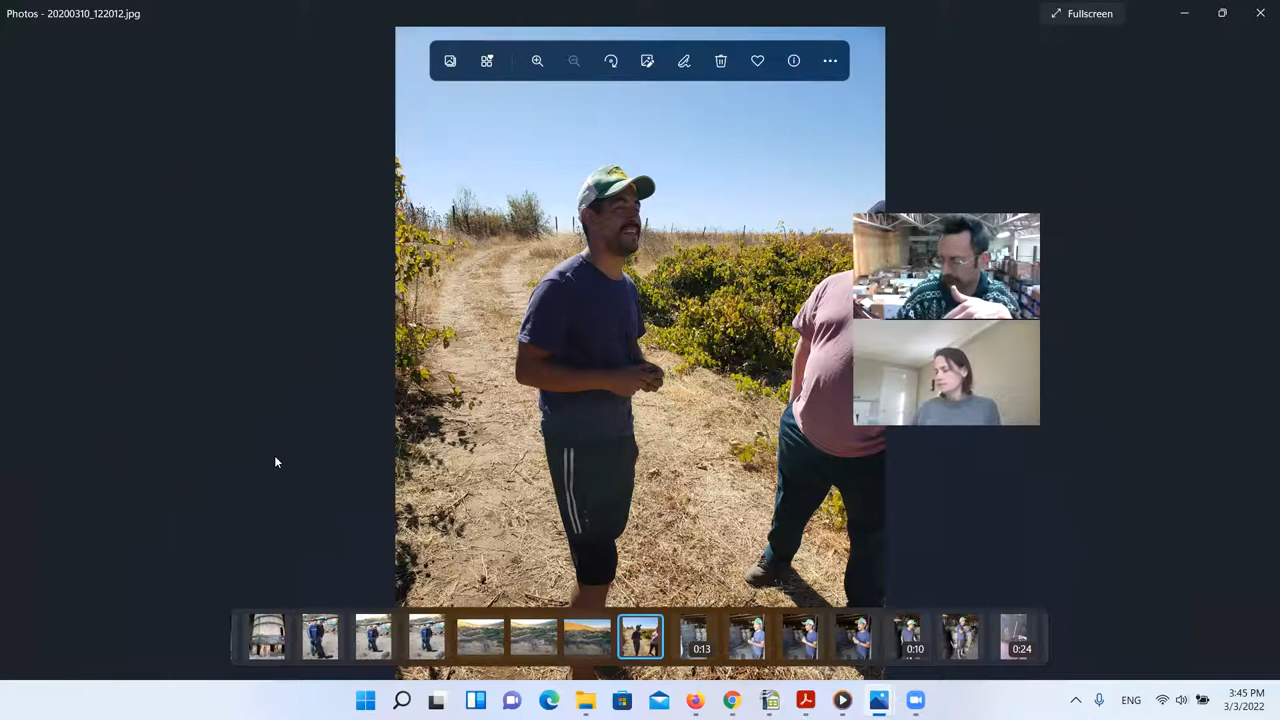 Photos - 20200310_122012.jpg
Fullscreen
0:13
0:10
0:24
ENG
3:45 PM
3/3/2022